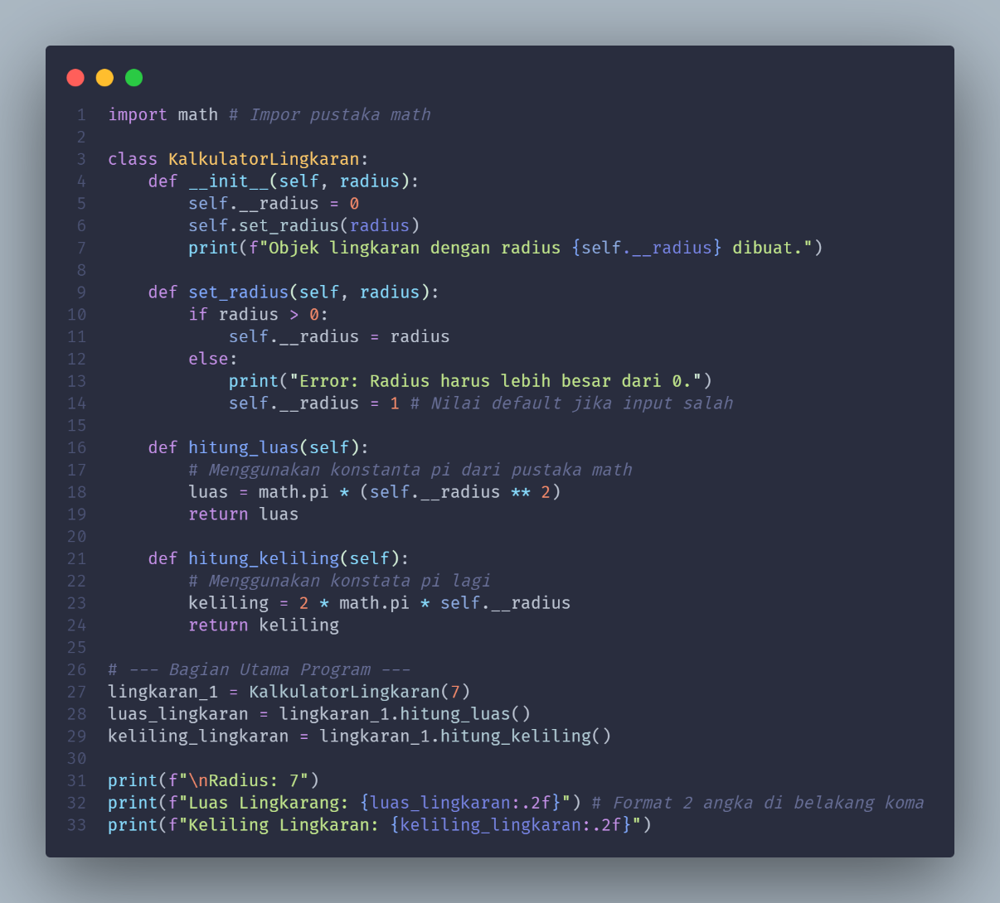 1 import math # Impor pustaka math
2
3 class KalkulatorLingkaran:
4     def __init__(self, radius):
5         self.__radius = 0
6         self.set_radius(radius)
7         print(f"Objek lingkaran dengan radius {self.__radius} dibuat.")
8
9     def set_radius(self, radius):
10         if radius > 0:
11             self.__radius = radius
12         else:
13             print("Error: Radius harus lebih besar dari 0.")
14             self.__radius = 1 # Nilai default jika input salah
15
16     def hitung_luas(self):
17         # Menggunakan konstanta pi dari pustaka math
18         luas = math.pi * (self.__radius ** 2)
19         return luas
20
21     def hitung_keliling(self):
22         # Menggunakan konstata pi lagi
23         keliling = 2 * math.pi * self.__radius
24         return keliling
25
26 # --- Bagian Utama Program ---
27 lingkaran_1 = KalkulatorLingkaran(7)
28 luas_lingkaran = lingkaran_1.hitung_luas()
29 keliling_lingkaran = lingkaran_1.hitung_keliling()
30
31 print(f"\nRadius: 7")
32 print(f"Luas Lingkarang: {luas_lingkaran:.2f}") # Format 2 angka di belakang koma
33 print(f"Keliling Lingkaran: {keliling_lingkaran:.2f}")